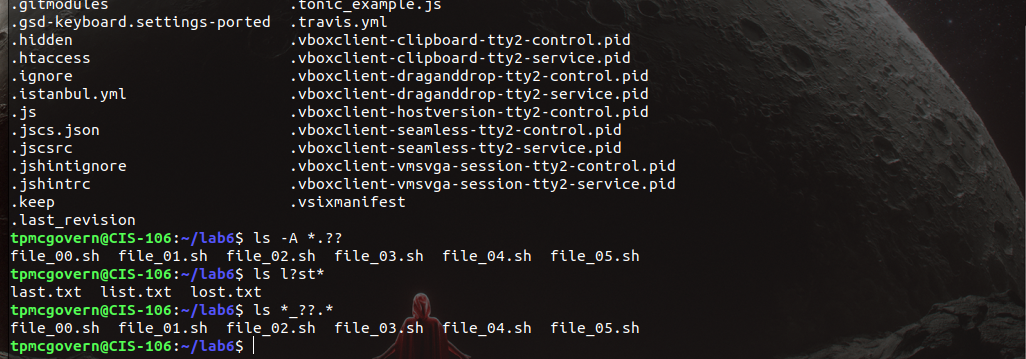 .gitmodules .tonic_example.js
.gsd-keyboard.settings-ported .travis.yml
.hidden .vboxclient-clipboard-tty2-control.pid
.htaccess .vboxclient-clipboard-tty2-service.pid
.ignore .vboxclient-draganddrop-tty2-control.pid
.istanbul.yml .vboxclient-draganddrop-tty2-service.pid
.js .vboxclient-hostversion-tty2-control.pid
.jscs.json .vboxclient-seamless-tty2-control.pid
.jscsrc .vboxclient-seamless-tty2-service.pid
.jshintignore .vboxclient-vmsvga-session-tty2-control.pid
.jshintrc .vboxclient-vmsvga-session-tty2-service.pid
.keep .vsixmanifest
.last_revision
tpmcgovern@CIS-106:~/lab6$ ls -A *.??
file_00.sh file_01.sh file_02.sh file_03.sh file_04.sh file_05.sh
tpmcgovern@CIS-106:~/lab6$ ls l?st*
last.txt list.txt lost.txt
tpmcgovern@CIS-106:~/lab6$ ls *_??.*
file_00.sh file_01.sh file_02.sh file_03.sh file_04.sh file_05.sh
tpmcgovern@CIS-106:~/lab6$